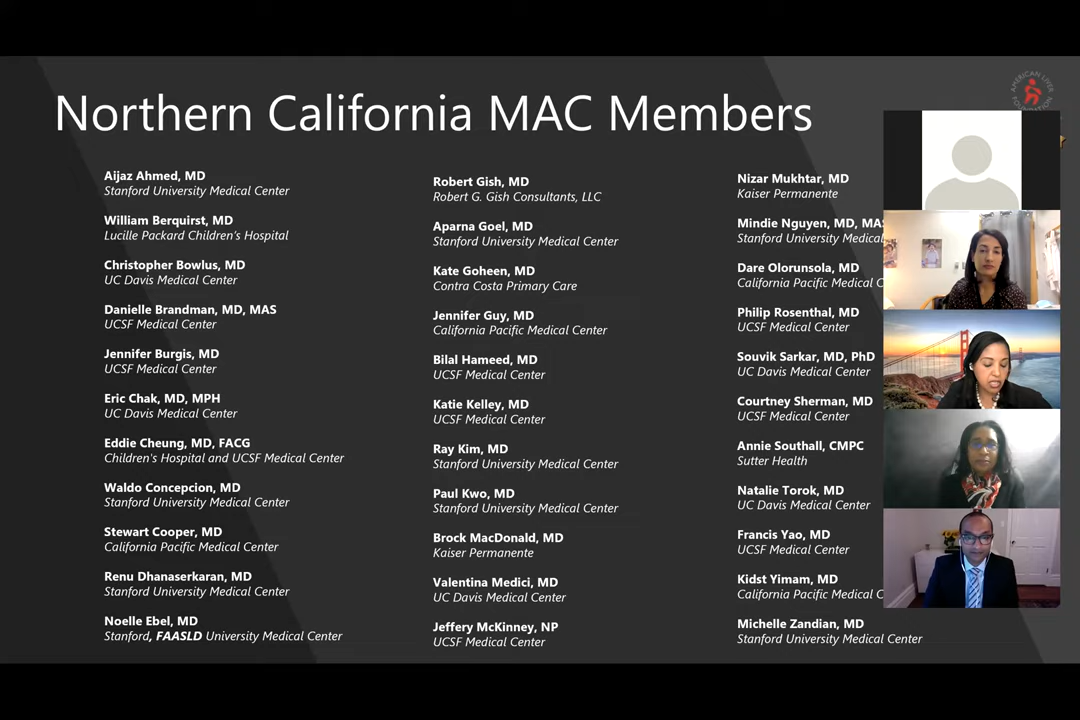 Northern California MAC Members
AMERICAN LIVER
FOUNDATION
Aijaz Ahmed, MD
Stanford University Medical Center
William Berquirst, MD
Lucille Packard Children's Hospital
Christopher Bowlus, MD
UC Davis Medical Center
Danielle Brandman, MD, MAS
UCSF Medical Center
Jennifer Burgis, MD
UCSF Medical Center
Eric Chak, MD, MPH
UC Davis Medical Center
Eddie Cheung, MD, FACG
Children's Hospital and UCSF Medical Center
Waldo Concepcion, MD
Stanford University Medical Center
Stewart Cooper, MD
California Pacific Medical Center
Renu Dhanaserkaran, MD
Stanford University Medical Center
Noelle Ebel, MD
Stanford, FAASLD University Medical Center
Robert Gish, MD
Robert G. Gish Consultants, LLC
Aparna Goel, MD
Stanford University Medical Center
Kate Goheen, MD
Contra Costa Primary Care
Jennifer Guy, MD
California Pacific Medical Center
Bilal Hameed, MD
UCSF Medical Center
Katie Kelley, MD
UCSF Medical Center
Ray Kim, MD
Stanford University Medical Center
Paul Kwo, MD
Stanford University Medical Center
Brock MacDonald, MD
Kaiser Permanente
Valentina Medici, MD
UC Davis Medical Center
Jeffery McKinney, NP
UCSF Medical Center
Nizar Mukhtar, MD
Kaiser Permanente
Mindie Nguyen, MD, MAS
Stanford University Medical
Dare Olorunsola, MD
California Pacific Medical C
Philip Rosenthal, MD
UCSF Medical Center
Souvik Sarkar, MD, PhD
UC Davis Medical Center
Courtney Sherman, MD
UCSF Medical Center
Annie Southall, CMPC
Sutter Health
Natalie Torok, MD
UC Davis Medical Center
Francis Yao, MD
UCSF Medical Center
Kidst Yimam, MD
California Pacific Medical C
Michelle Zandian, MD
Stanford University Medical Center